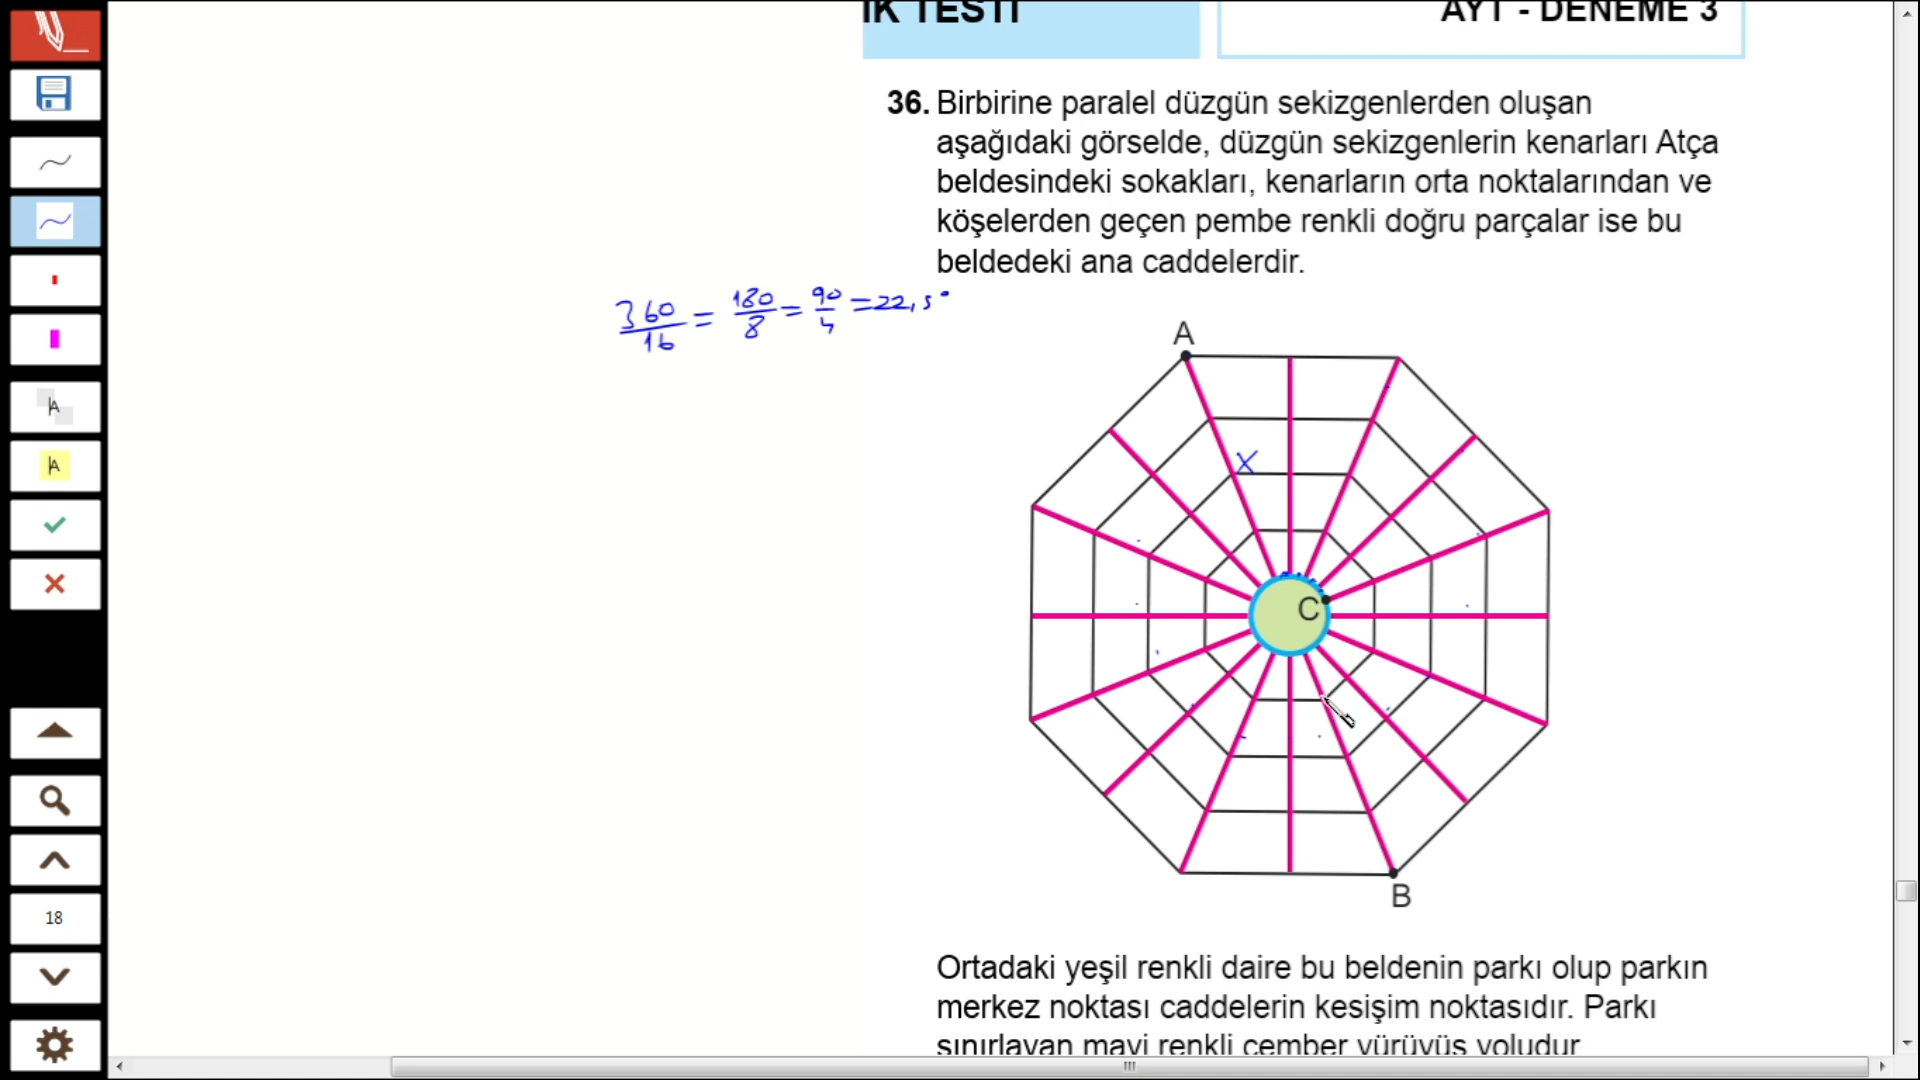 İK TESTİ
AYT - DENEME 3
36. Birbirine paralel düzgün sekizgenlerden oluşan
aşağıdaki görselde, düzgün sekizgenlerin kenarları Atça
beldesindeki sokakları, kenarların orta noktalarından ve
köşelerden geçen pembe renkli doğru parçalar ise bu
beldedeki ana caddelerdir.
360/16 = 180/8 = 90/4 = 22,5°
A
X
C
B
Ortadaki yeşil renkli daire bu beldenin parkı olup parkın
merkez noktası caddelerin kesişim noktasıdır. Parkı
sınırlayan mavi renkli çember yürüyüş yoludur
A
A
18